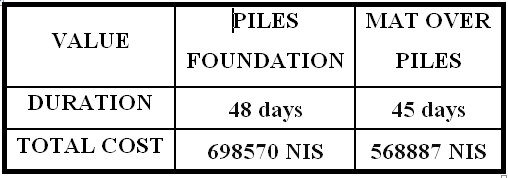 VALUE PILES FOUNDATION MAT OVER PILES
DURATION 48 days 45 days
TOTAL COST 698570 NIS 568887 NIS